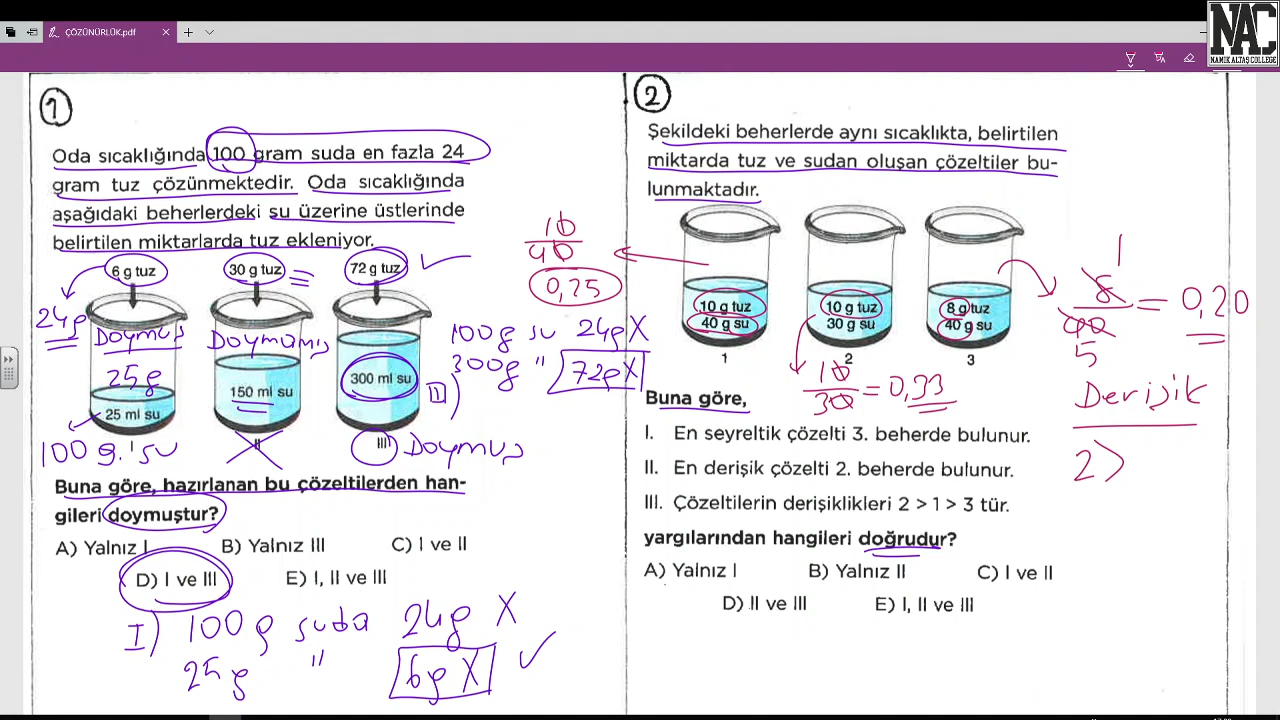 ÇÖZÜNÜRLÜK.pdf
NAC
NAMIK ALTAŞ COLLEGE
1
Oda sıcaklığında 100 gram suda en fazla 24
gram tuz çözünmektedir. Oda sıcaklığında
aşağıdaki beherlerdeki su üzerine üstlerinde
belirtilen miktarlarda tuz ekleniyor.
6 g tuz
30 g tuz
72 g tuz
24g
Doymuş
Doymamış
25g
25 ml su
150 ml su
300 ml su
100g su 24g X
300g " 72g X
II)
100 g. su
I
II
III
Doymuş
Buna göre, hazırlanan bu çözeltilerden han-
gileri doymuştur?
A) Yalnız I
B) Yalnız III
C) I ve II
D) I ve III
E) I, II ve III
I) 100g suda 24g X
25g " 6g X
2
Şekildeki beherlerde aynı sıcaklıkta, belirtilen
miktarda tuz ve sudan oluşan çözeltiler bu-
lunmaktadır.
10
40
0,25
10 g tuz
40 g su
1
10 g tuz
30 g su
2
8 g tuz
40 g su
3
1
8
40
5
= 0,20
10
30
= 0,33
Derişik
2>
Buna göre,
I. En seyreltik çözelti 3. beherde bulunur.
II. En derişik çözelti 2. beherde bulunur.
III. Çözeltilerin derişiklikleri 2 > 1 > 3 tür.
yargılarından hangileri doğrudur?
A) Yalnız I
B) Yalnız II
C) I ve II
D) II ve III
E) I, II ve III